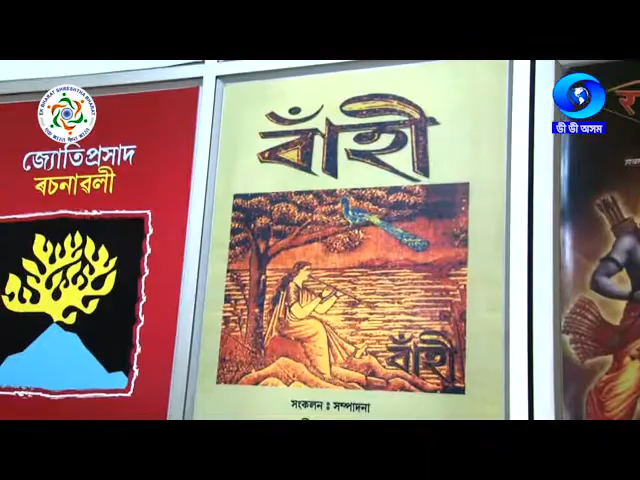 EK BHARAT SHRESHTHA BHARAT
ডী ডী অসম
জ্যোতিপ্ৰসাদ
ৰচনাৱলী
বাঁহী
বাঁহী
সংকলন ঃ সম্পাদনা